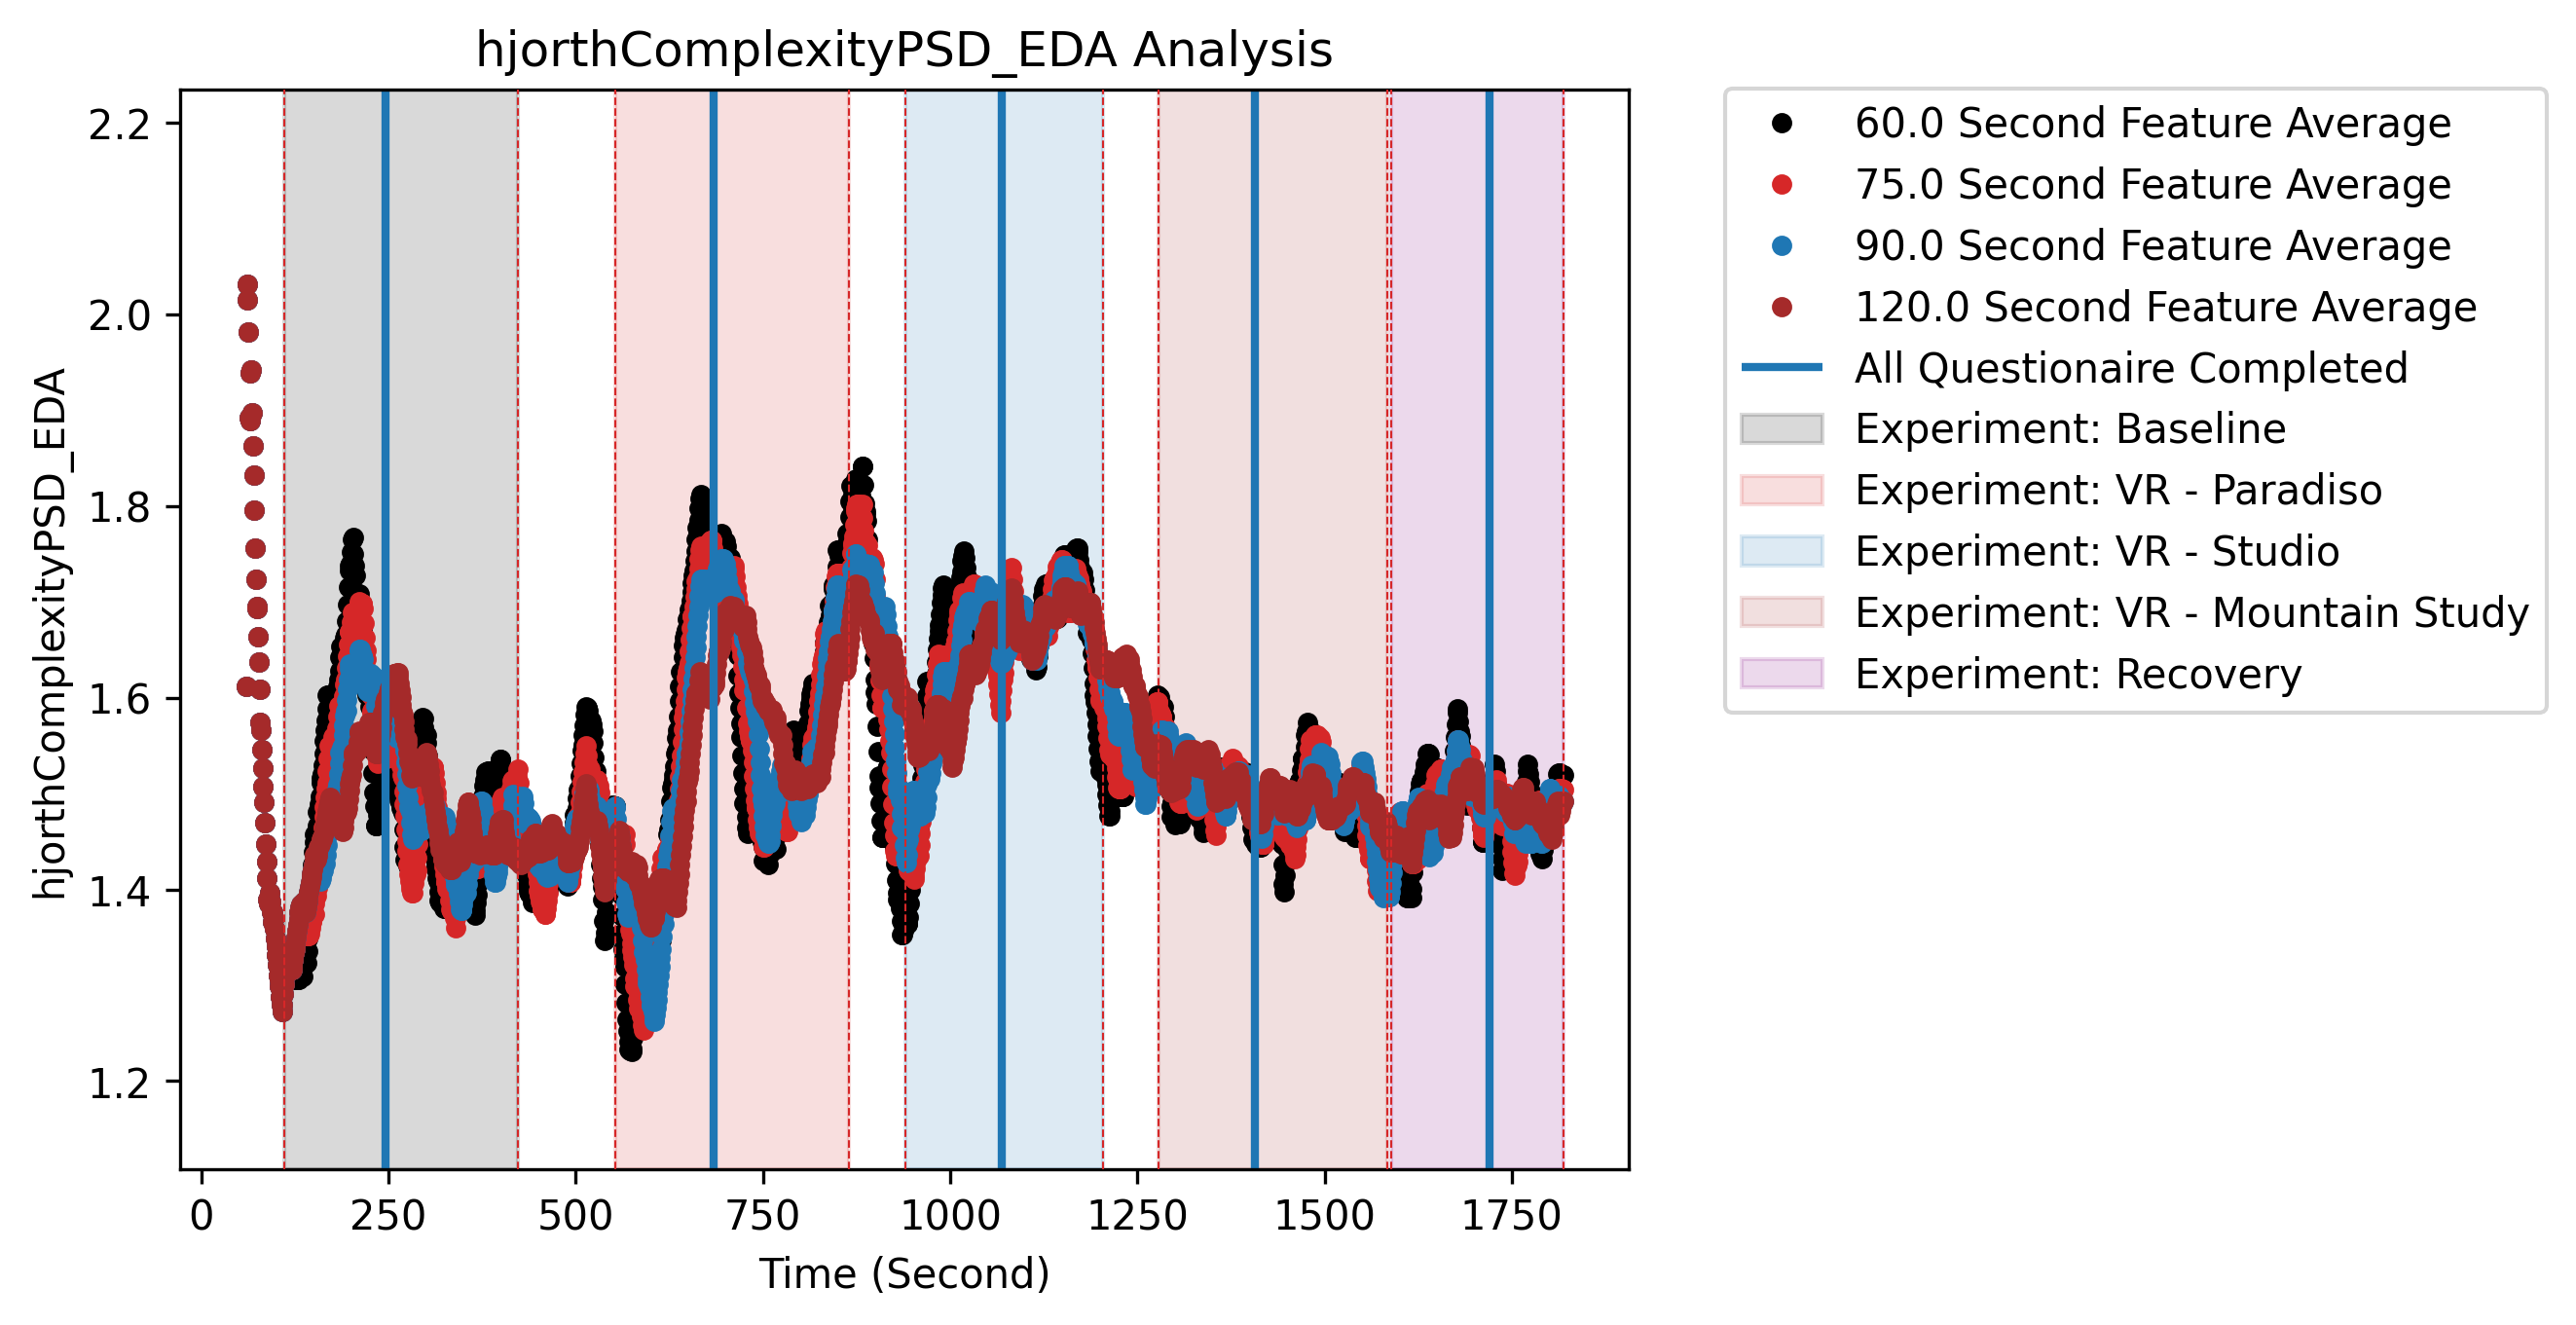 hjorthComplexityPSD_EDA Analysis
hjorthComplexityPSD_EDA
2.2
2.0
1.8
1.6
1.4
1.2
0
250
500
750
1000
1250
1500
1750
Time (Second)
60.0 Second Feature Average
75.0 Second Feature Average
90.0 Second Feature Average
120.0 Second Feature Average
All Questionaire Completed
Experiment: Baseline
Experiment: VR - Paradiso
Experiment: VR - Studio
Experiment: VR - Mountain Study
Experiment: Recovery